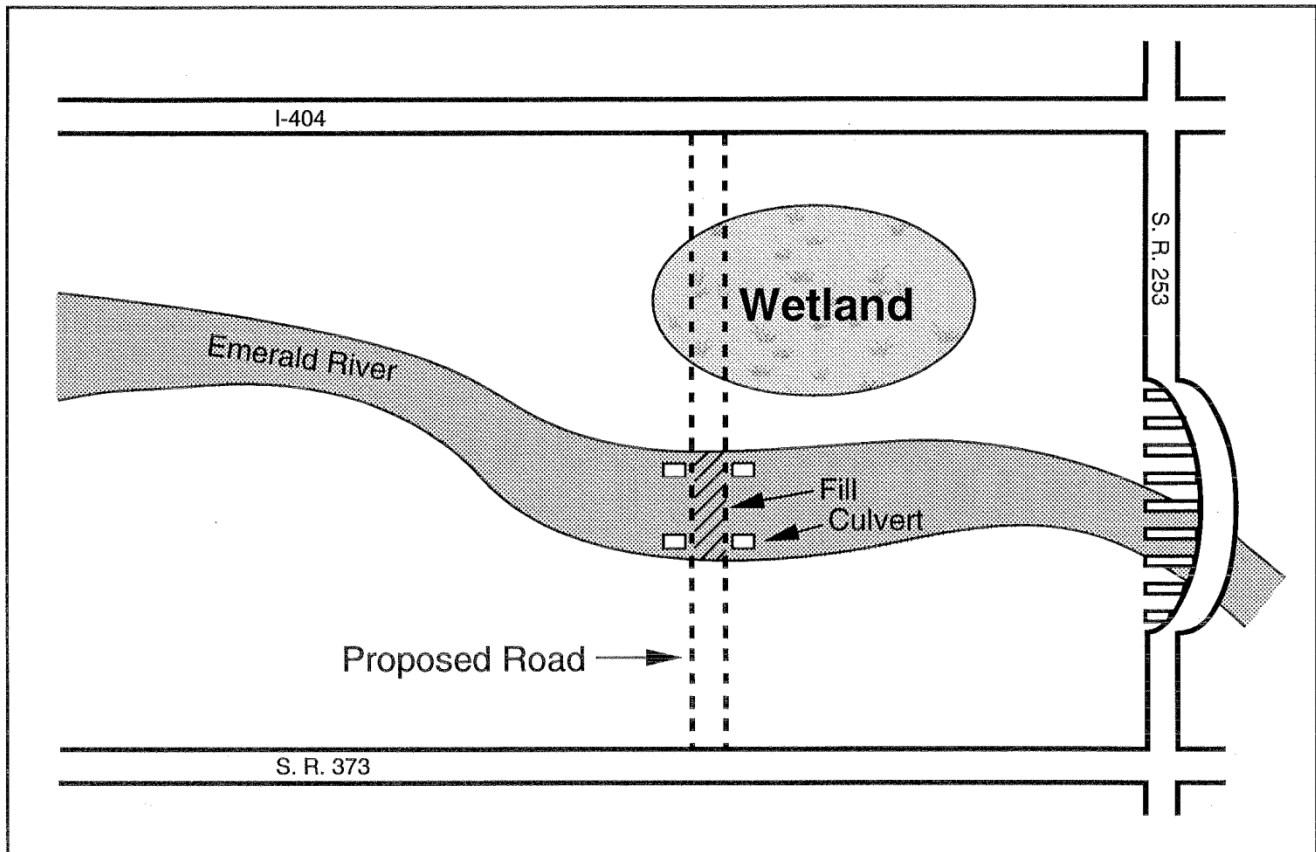 I-404
S. R. 253
Wetland
Emerald River
Fill
Culvert
Proposed Road
S. R. 373